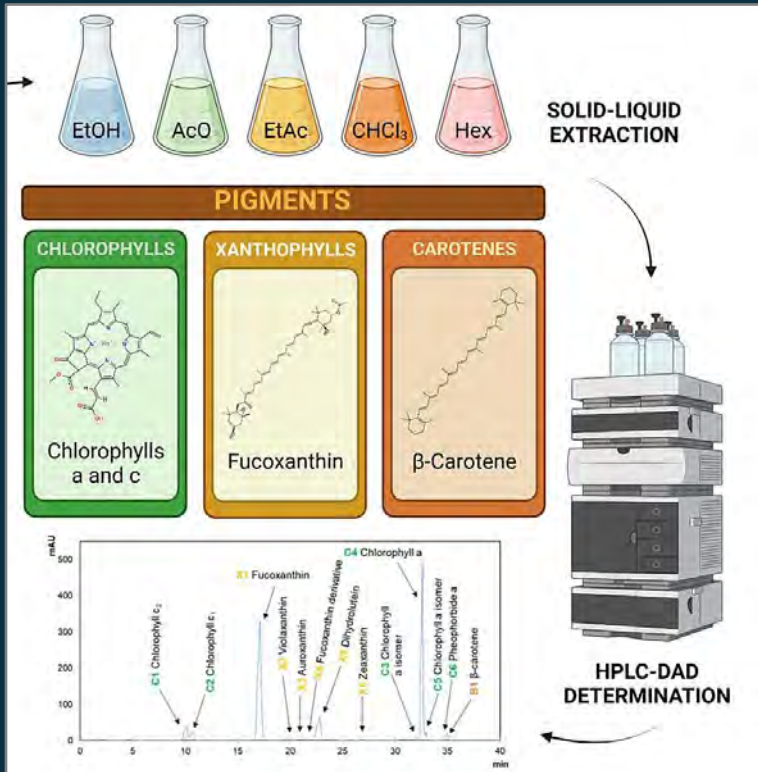 EtOH
AcO
EtAc
CHCl₃
Hex
SOLID-LIQUID
EXTRACTION
PIGMENTS
CHLOROPHYLLS
XANTHOPHYLLS
CAROTENES
Chlorophylls
a and c
Fucoxanthin
β-Carotene
mAU
500
400
300
200
100
0
C1 Chlorophyll c₂
C2 Chlorophyll c₁
X1 Fucoxanthin
X2 Violaxanthin
X3 Auroxanthin
Fucoxanthin derivative
Dihydrolutein
Zeaxanthin
C3 Chlorophyll
a isomer
C4 Chlorophyll a
C5 Chlorophyll a isomer
C6 Pheophorbide a
B1 β-carotene
0
5
10
15
20
25
30
35
40
min
HPLC-DAD
DETERMINATION